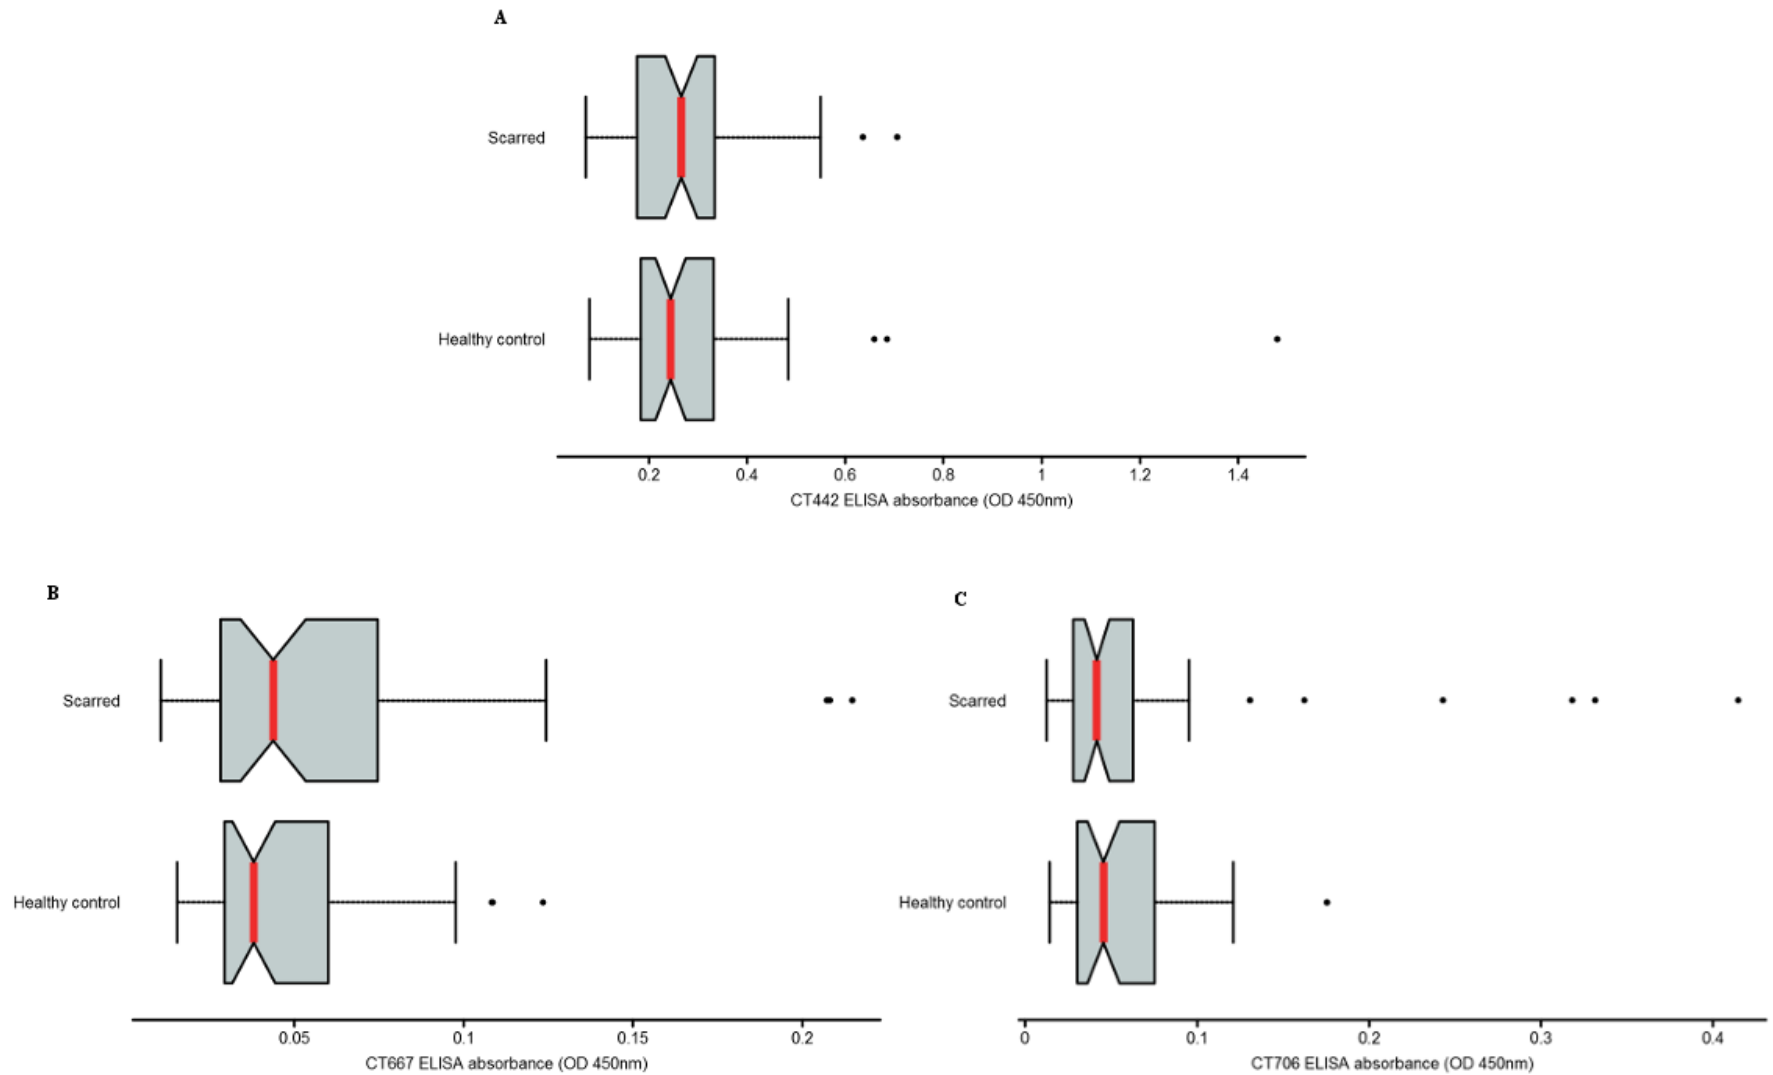 A
Scarred
Healthy control
0.2 0.4 0.6 0.8 1 1.2 1.4
CT442 ELISA absorbance (OD 450nm)
B
Scarred
Healthy control
0.05 0.1 0.15 0.2
CT667 ELISA absorbance (OD 450nm)
C
Scarred
Healthy control
0 0.1 0.2 0.3 0.4
CT706 ELISA absorbance (OD 450nm)